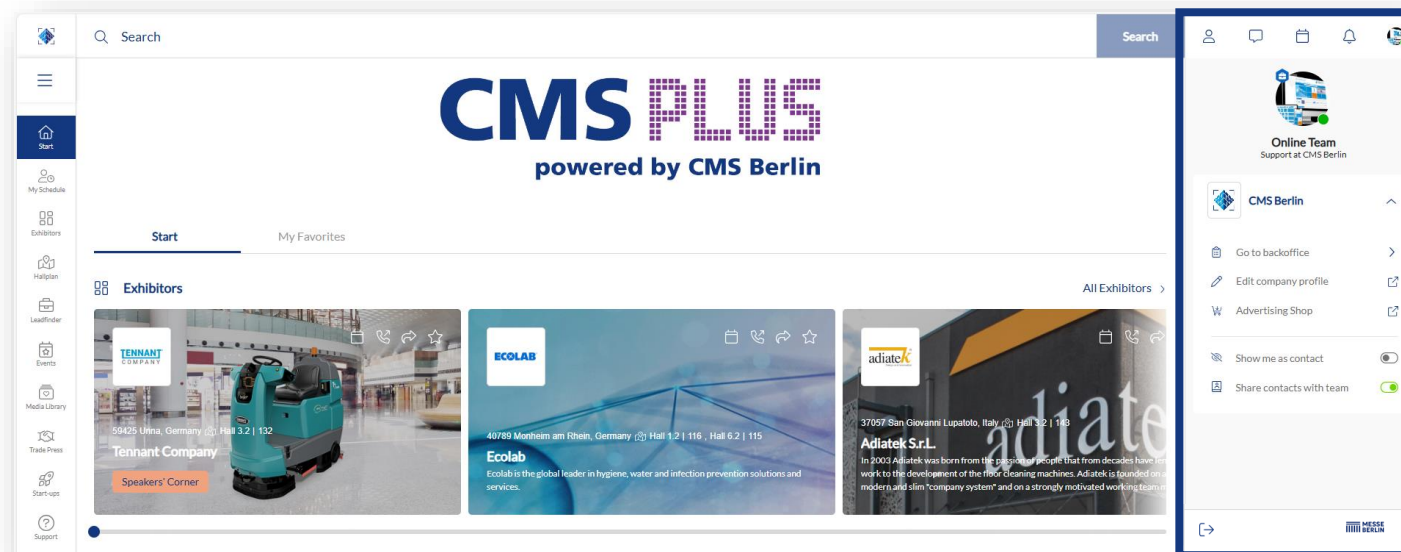 Search
Search
CMS PLUS
powered by CMS Berlin
Start
My Schedule
Exhibitors
Hallplan
Leadfinder
Events
Media Library
Trade Press
Start-ups
Support
Start
My Favorites
Exhibitors
All Exhibitors
TENNANT
COMPANY
59425 Unna, Germany Hall 3.2 | 132
Tennant Company
Speakers' Corner
ECOLAB
40789 Monheim am Rhein, Germany Hall 1.2 | 116 , Hall 6.2 | 115
Ecolab
Ecolab is the global leader in hygiene, water and infection prevention solutions and
services.
adiatek
adiate
37057 San Giovanni Lupatoto, Italy Hall 3.2 | 143
Adiatek S.r.L.
In 2003 Adiatek was born from the passion of people that from decades have
work to the development of the floor cleaning machines. Adiatek is founded on a
modern and slim "company system" and on a strongly motivated working team
Online Team
Support at CMS Berlin
CMS Berlin
Go to backoffice
Edit company profile
Advertising Shop
Show me as contact
Share contacts with team
MESSE
BERLIN